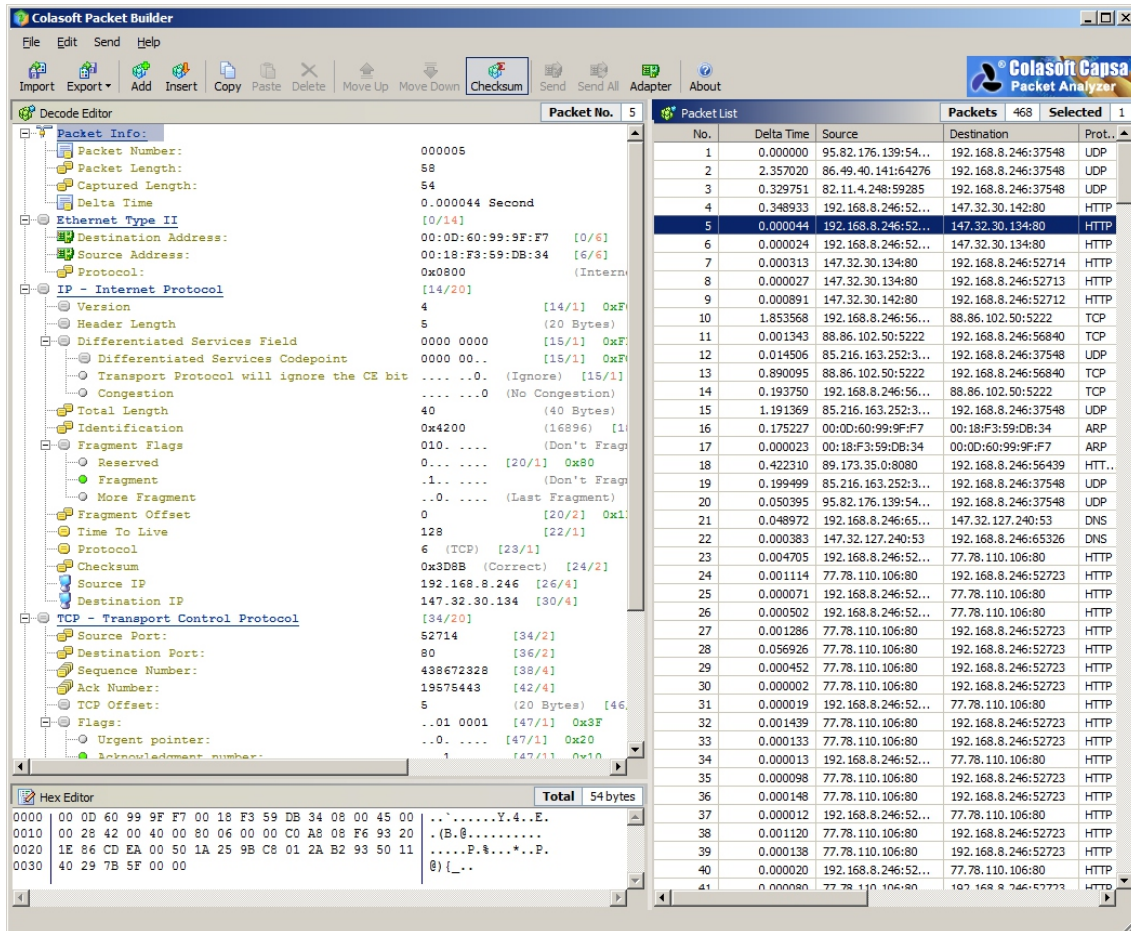 Colasoft Packet Builder
File Edit Send Help
Import Export Add Insert Copy Paste Delete Move Up Move Down Checksum Send Send All Adapter About
Colasoft Capsa
Packet Analyzer
Decode Editor Packet No. 5
Packet Info:
Packet Number: 000005
Packet Length: 58
Captured Length: 54
Delta Time 0.000044 Second
Ethernet Type II [0/14]
Destination Address: 00:0D:60:99:9F:F7 [0/6]
Source Address: 00:18:F3:59:DB:34 [6/6]
Protocol: 0x0800 (Intern
IP - Internet Protocol [14/20]
Version 4 [14/1] 0xF
Header Length 5 (20 Bytes)
Differentiated Services Field 0000 0000 [15/1] 0xF
Differentiated Services Codepoint 0000 00.. [15/1] 0xF
Transport Protocol will ignore the CE bit .... ..0. (Ignore) [15/1]
Congestion .... ...0 (No Congestion)
Total Length 40 (40 Bytes)
Identification 0x4200 (16896) [1
Fragment Flags 010. .... (Don't Frag
Reserved 0... .... [20/1] 0x80
Fragment .1.. .... (Don't Frag
More Fragment ..0. .... (Last Fragment)
Fragment Offset 0 [20/2] 0x1
Time To Live 128 [22/1]
Protocol 6 (TCP) [23/1]
Checksum 0x3D8B (Correct) [24/2]
Source IP 192.168.8.246 [26/4]
Destination IP 147.32.30.134 [30/4]
TCP - Transport Control Protocol [34/20]
Source Port: 52714 [34/2]
Destination Port: 80 [36/2]
Sequence Number: 438672328 [38/4]
Ack Number: 19575443 [42/4]
TCP Offset: 5 (20 Bytes) [46
Flags: ..01 0001 [47/1] 0x3F
Urgent pointer: ..0. .... [47/1] 0x20
Acknowledgment number: ...1 .... [47/1] 0x10
Hex Editor Total 54 bytes
0000 00 0D 60 99 9F F7 00 18 F3 59 DB 34 08 00 45 00 ..`......Y.4..E.
0010 00 28 42 00 40 00 80 06 00 00 C0 A8 08 F6 93 20 .(B.@..........
0020 1E 86 CD EA 00 50 1A 25 9B C8 01 2A B2 93 50 11 .....P.%...*..P.
0030 40 29 7B 5F 00 00 @){_..
Packet List Packets 468 Selected 1
No. Delta Time Source Destination Prot..
1 0.000000 95.82.176.139:54... 192.168.8.246:37548 UDP
2 2.357020 86.49.40.141:64276 192.168.8.246:37548 UDP
3 0.329751 82.11.4.248:59285 192.168.8.246:37548 UDP
4 0.348933 192.168.8.246:52... 147.32.30.142:80 HTTP
5 0.000044 192.168.8.246:52... 147.32.30.134:80 HTTP
6 0.000024 192.168.8.246:52... 147.32.30.134:80 HTTP
7 0.000313 147.32.30.134:80 192.168.8.246:52714 HTTP
8 0.000027 147.32.30.134:80 192.168.8.246:52713 HTTP
9 0.000891 147.32.30.142:80 192.168.8.246:52712 HTTP
10 1.853568 192.168.8.246:56... 88.86.102.50:5222 TCP
11 0.001343 88.86.102.50:5222 192.168.8.246:56840 TCP
12 0.014506 85.216.163.252:3... 192.168.8.246:37548 UDP
13 0.890095 88.86.102.50:5222 192.168.8.246:56840 TCP
14 0.193750 192.168.8.246:56... 88.86.102.50:5222 TCP
15 1.191369 85.216.163.252:3... 192.168.8.246:37548 UDP
16 0.175227 00:0D:60:99:9F:F7 00:18:F3:59:DB:34 ARP
17 0.000023 00:18:F3:59:DB:34 00:0D:60:99:9F:F7 ARP
18 0.422310 89.173.35.0:8080 192.168.8.246:56439 HTT...
19 0.199499 85.216.163.252:3... 192.168.8.246:37548 UDP
20 0.050395 95.82.176.139:54... 192.168.8.246:37548 UDP
21 0.048972 192.168.8.246:65... 147.32.127.240:53 DNS
22 0.000383 147.32.127.240:53 192.168.8.246:65326 DNS
23 0.004705 192.168.8.246:52... 77.78.110.106:80 HTTP
24 0.001114 77.78.110.106:80 192.168.8.246:52723 HTTP
25 0.000071 192.168.8.246:52... 77.78.110.106:80 HTTP
26 0.000502 192.168.8.246:52... 77.78.110.106:80 HTTP
27 0.001286 77.78.110.106:80 192.168.8.246:52723 HTTP
28 0.056926 77.78.110.106:80 192.168.8.246:52723 HTTP
29 0.000452 77.78.110.106:80 192.168.8.246:52723 HTTP
30 0.000002 77.78.110.106:80 192.168.8.246:52723 HTTP
31 0.000019 192.168.8.246:52... 77.78.110.106:80 HTTP
32 0.001439 77.78.110.106:80 192.168.8.246:52723 HTTP
33 0.000133 77.78.110.106:80 192.168.8.246:52723 HTTP
34 0.000013 192.168.8.246:52... 77.78.110.106:80 HTTP
35 0.000098 77.78.110.106:80 192.168.8.246:52723 HTTP
36 0.000148 77.78.110.106:80 192.168.8.246:52723 HTTP
37 0.000012 192.168.8.246:52... 77.78.110.106:80 HTTP
38 0.001120 77.78.110.106:80 192.168.8.246:52723 HTTP
39 0.000138 77.78.110.106:80 192.168.8.246:52723 HTTP
40 0.000020 192.168.8.246:52... 77.78.110.106:80 HTTP
41 0.000080 77.78.110.106:80 192.168.8.246:52723 HTTP